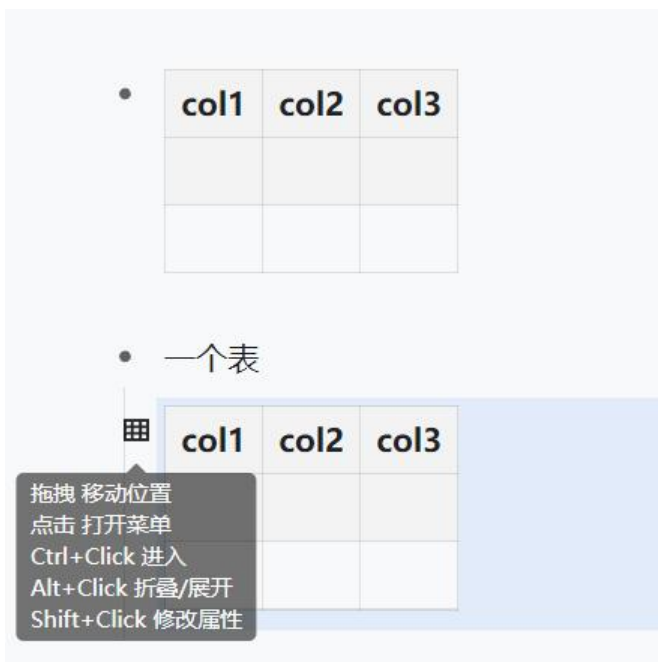 col1 col2 col3
一个表
col1 col2 col3
拖拽 移动位置
点击 打开菜单
Ctrl+Click 进入
Alt+Click 折叠/展开
Shift+Click 修改属性